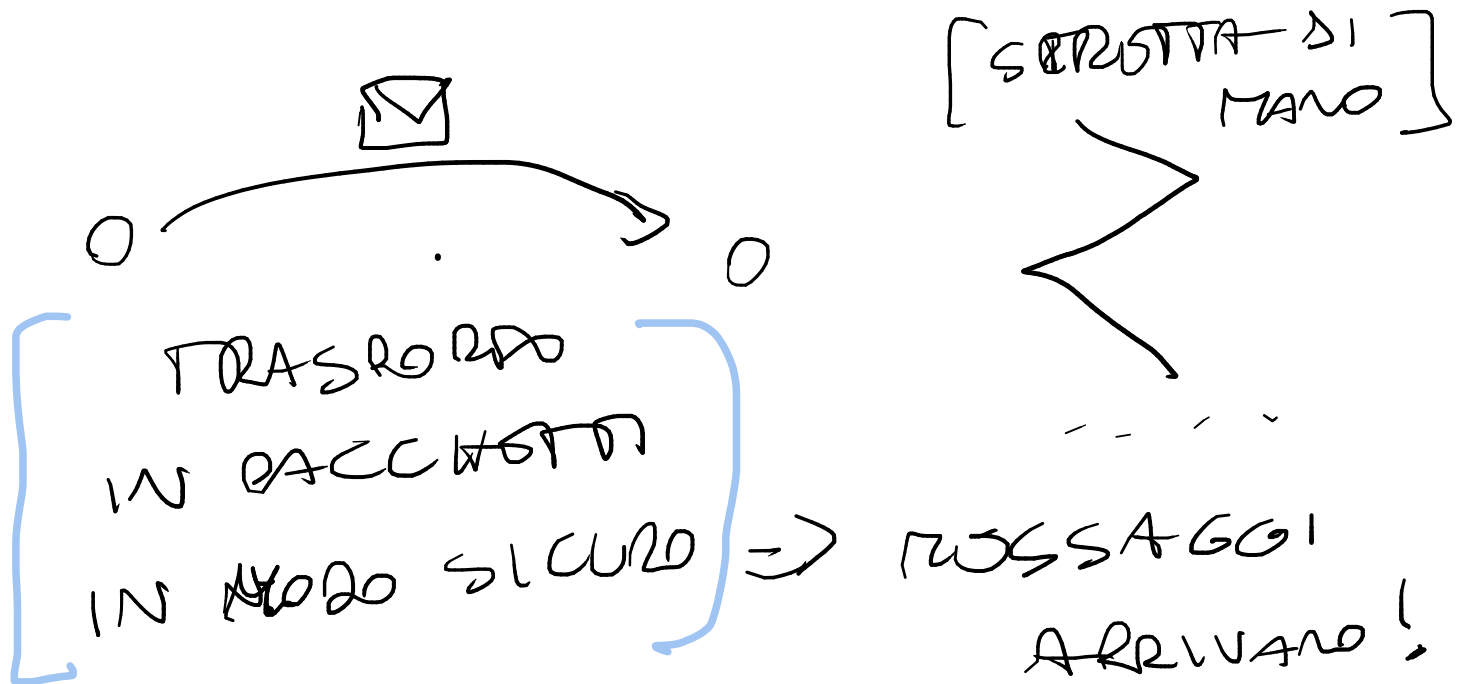 [STRETTA DI
MANO]
TRASPORTO
IN PACCHETTI
IN MODO SICURO => MESSAGGI
ARRIVANO!